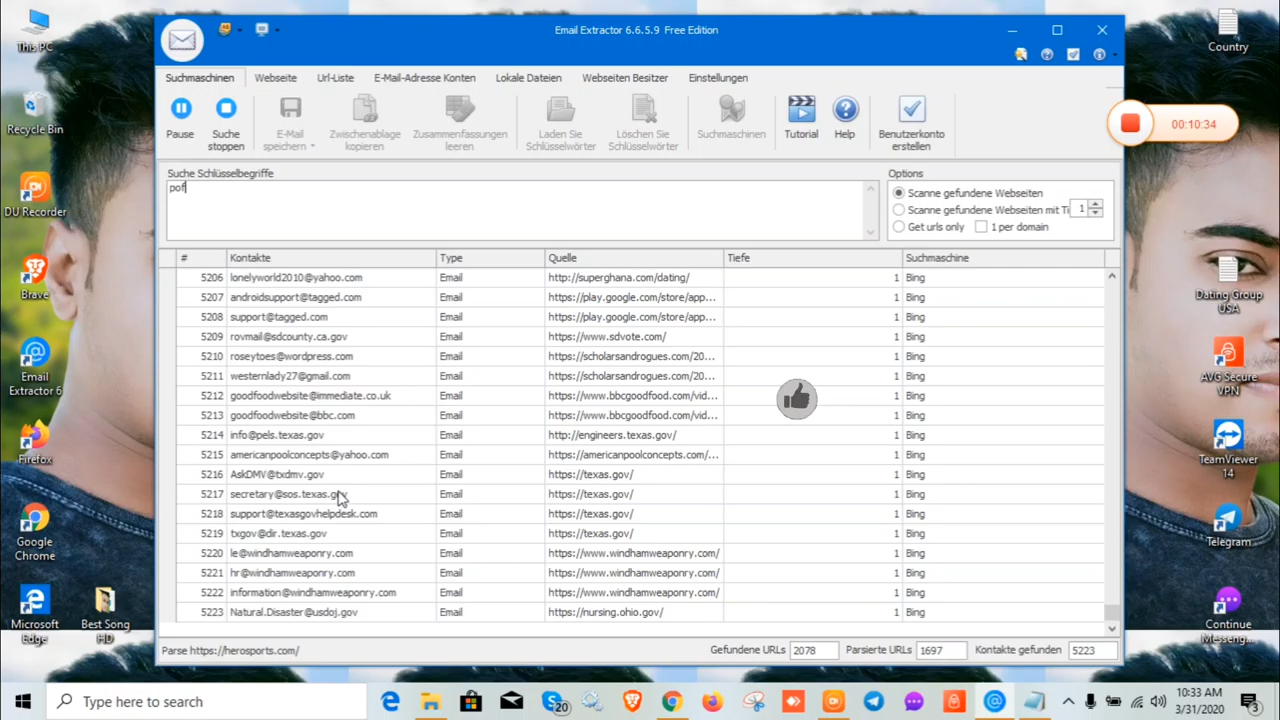 This PC
Recycle Bin
DU Recorder
Brave
Email
Extractor 6
Firefox
Google
Chrome
Microsoft
Edge
Best Song
HD
Email Extractor 6.6.5.9 Free Edition
Suchmaschinen
Webseite
Url-Liste
E-Mail-Adresse Konten
Lokale Dateien
Webseiten Besitzer
Einstellungen
Pause
Suche
stoppen
E-Mail
speichern
Zwischenablage
kopieren
Zusammenfassungen
leeren
Laden Sie
Schlüsselwörter
Löschen Sie
Schlüsselwörter
Suchmaschinen
Tutorial
Help
Benutzerkonto
erstellen
Suche Schlüsselbegriffe
pof
Options
Scanne gefundene Webseiten
Scanne gefundene Webseiten mit Ti 1
Get urls only 1 per domain
# Kontakte Type Quelle Tiefe Suchmaschine
5206 lonelyworld2010@yahoo.com Email http://superghana.com/dating/ 1 Bing
5207 androidsupport@tagged.com Email https://play.google.com/store/app... 1 Bing
5208 support@tagged.com Email https://play.google.com/store/app... 1 Bing
5209 rovmail@sdcounty.ca.gov Email https://www.sdvote.com/ 1 Bing
5210 roseytoes@wordpress.com Email https://scholarsandrogues.com/20... 1 Bing
5211 westernlady27@gmail.com Email https://scholarsandrogues.com/20... 1 Bing
5212 goodfoodwebsite@immediate.co.uk Email https://www.bbcgoodfood.com/vid... 1 Bing
5213 goodfoodwebsite@bbc.com Email https://www.bbcgoodfood.com/vid... 1 Bing
5214 info@pels.texas.gov Email http://engineers.texas.gov/ 1 Bing
5215 americanpoolconcepts@yahoo.com Email https://americanpoolconcepts.com/... 1 Bing
5216 AskDMV@txdmv.gov Email https://texas.gov/ 1 Bing
5217 secretary@sos.texas.gov Email https://texas.gov/ 1 Bing
5218 support@texasgovhelpdesk.com Email https://texas.gov/ 1 Bing
5219 txgov@dir.texas.gov Email https://texas.gov/ 1 Bing
5220 le@windhamweaponry.com Email https://www.windhamweaponry.com/ 1 Bing
5221 hr@windhamweaponry.com Email https://www.windhamweaponry.com/ 1 Bing
5222 information@windhamweaponry.com Email https://www.windhamweaponry.com/ 1 Bing
5223 Natural.Disaster@usdoj.gov Email https://nursing.ohio.gov/ 1 Bing
Parse https://herosports.com/ Gefundene URLs 2078 Parsierte URLs 1697 Kontakte gefunden 5223
Country
00:10:34
Dating Group
USA
AVG Secure
VPN
TeamViewer
14
Telegram
Continue
Messeng...
Type here to search
20
10:33 AM
3/31/2020
3